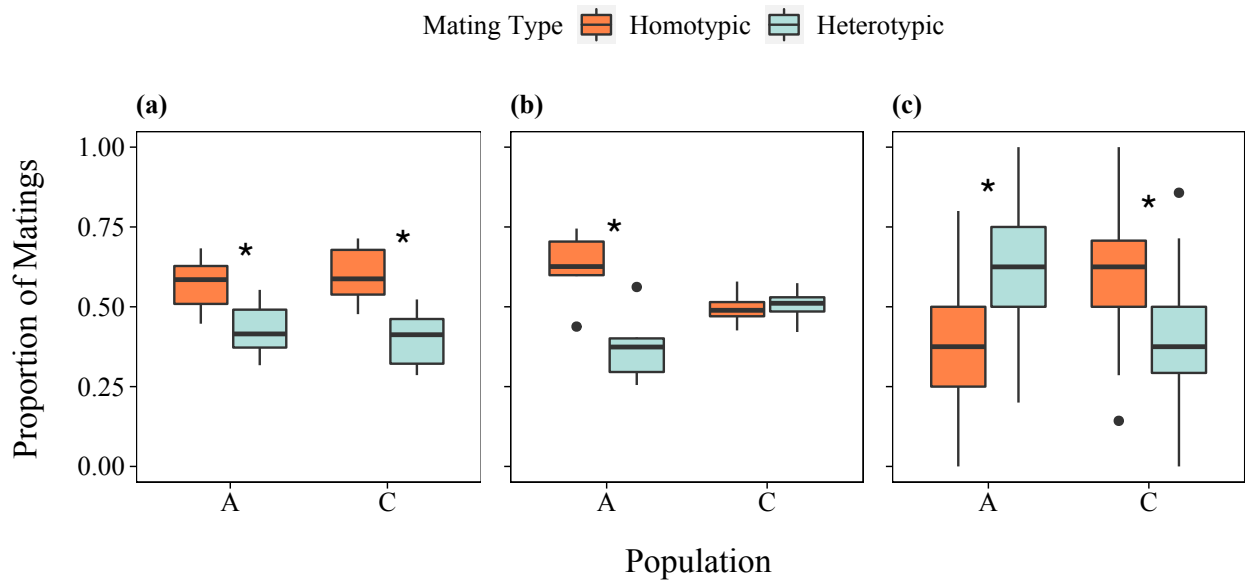 Mating Type Homotypic Heterotypic
(a) (b) (c)
Proportion of Matings
1.00
0.75
0.50
0.25
0.00
* * * * *
A C A C A C
Population